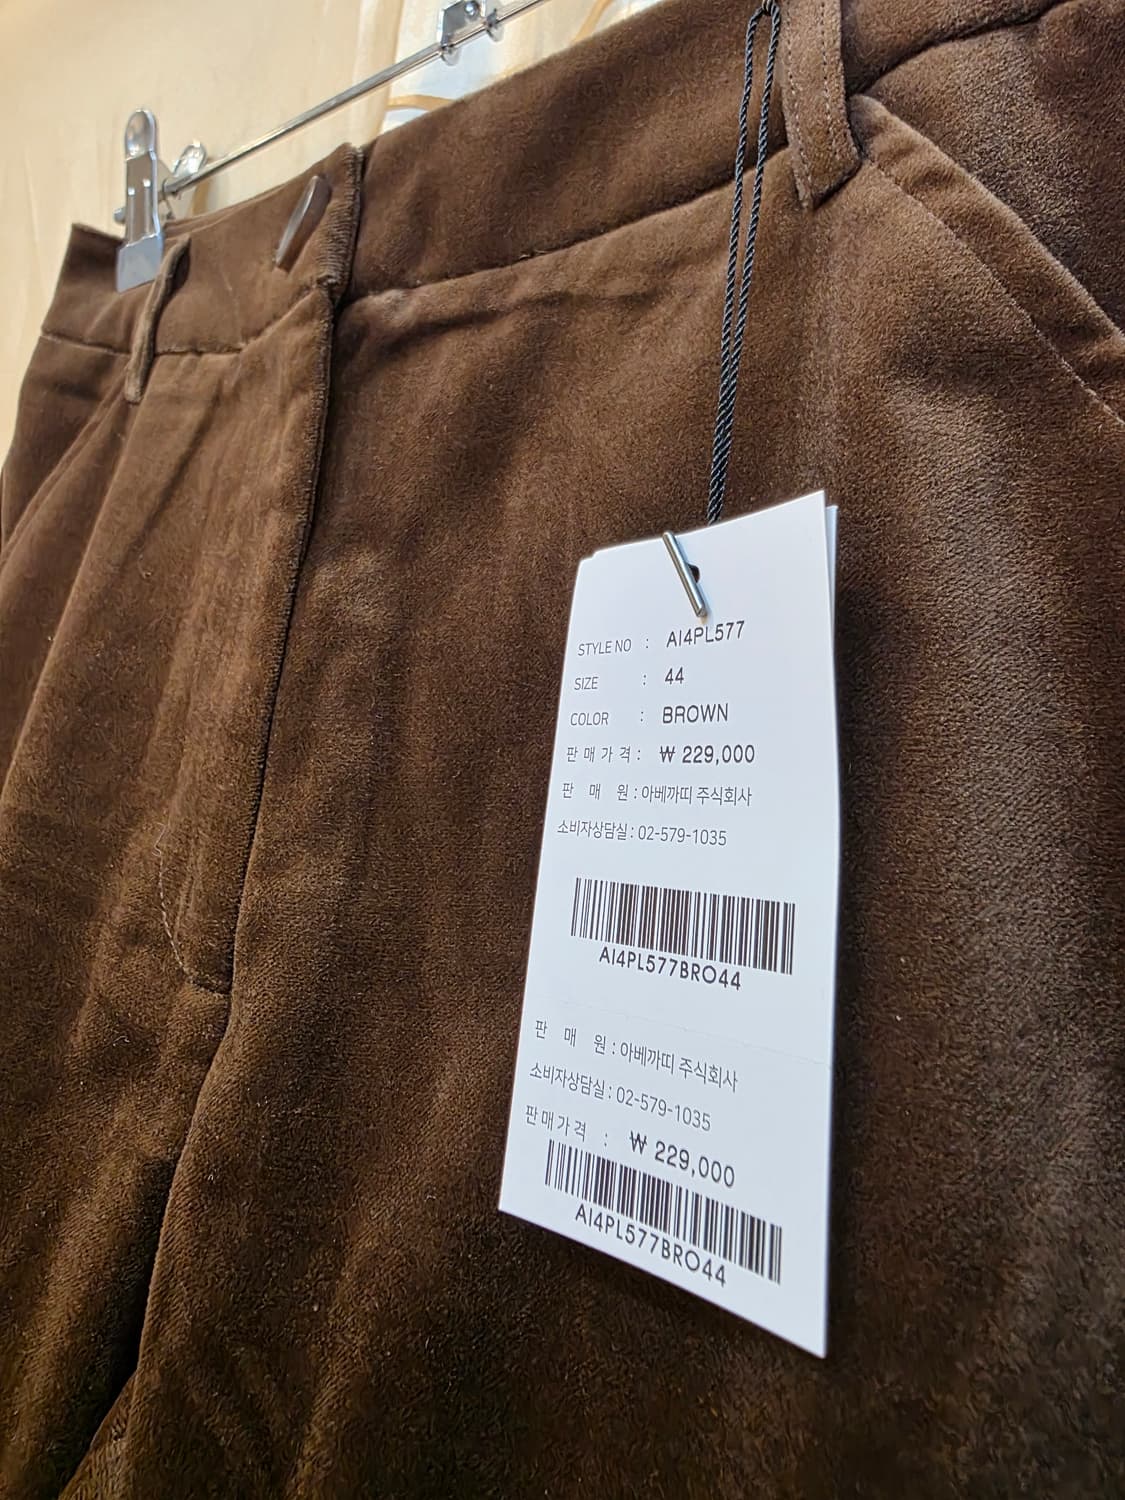 STYLE NO : AI4PL577
SIZE : 44
COLOR : BROWN
판 매 가 격 : ₩ 229,000
판 매 원 : 아베까띠 주식회사
소비자상담실 : 02-579-1035
AI4PL577BRO44
판 매 원 : 아베까띠 주식회사
소비자상담실 : 02-579-1035
판 매 가 격 : ₩ 229,000
AI4PL577BRO44